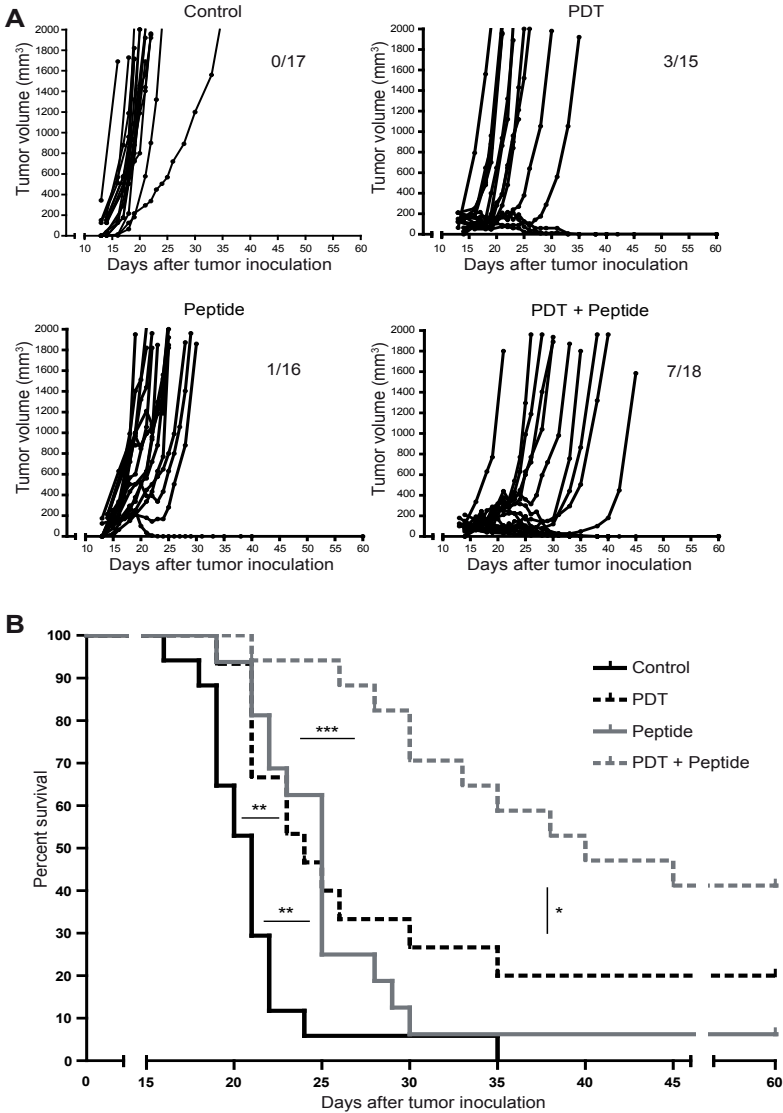 A
Control
PDT
Tumor volume (mm3)
2000
1800
1600
1400
1200
1000
800
600
400
200
0
0/17
10 15 20 25 30 35 40 45 50 55 60
Days after tumor inoculation
Tumor volume (mm3)
2000
1800
1600
1400
1200
1000
800
600
400
200
0
3/15
10 15 20 25 30 35 40 45 50 55 60
Days after tumor inoculation
Peptide
PDT + Peptide
Tumor volume (mm3)
2000
1800
1600
1400
1200
1000
800
600
400
200
0
1/16
10 15 20 25 30 35 40 45 50 55 60
Days after tumor inoculation
Tumor volume (mm3)
2000
1800
1600
1400
1200
1000
800
600
400
200
0
7/18
10 15 20 25 30 35 40 45 50 55 60
Days after tumor inoculation
B
Percent survival
100
90
80
70
60
50
40
30
20
10
0
Control
PDT
Peptide
PDT + Peptide
***
**
**
*
0 15 20 25 30 35 40 45 60
Days after tumor inoculation